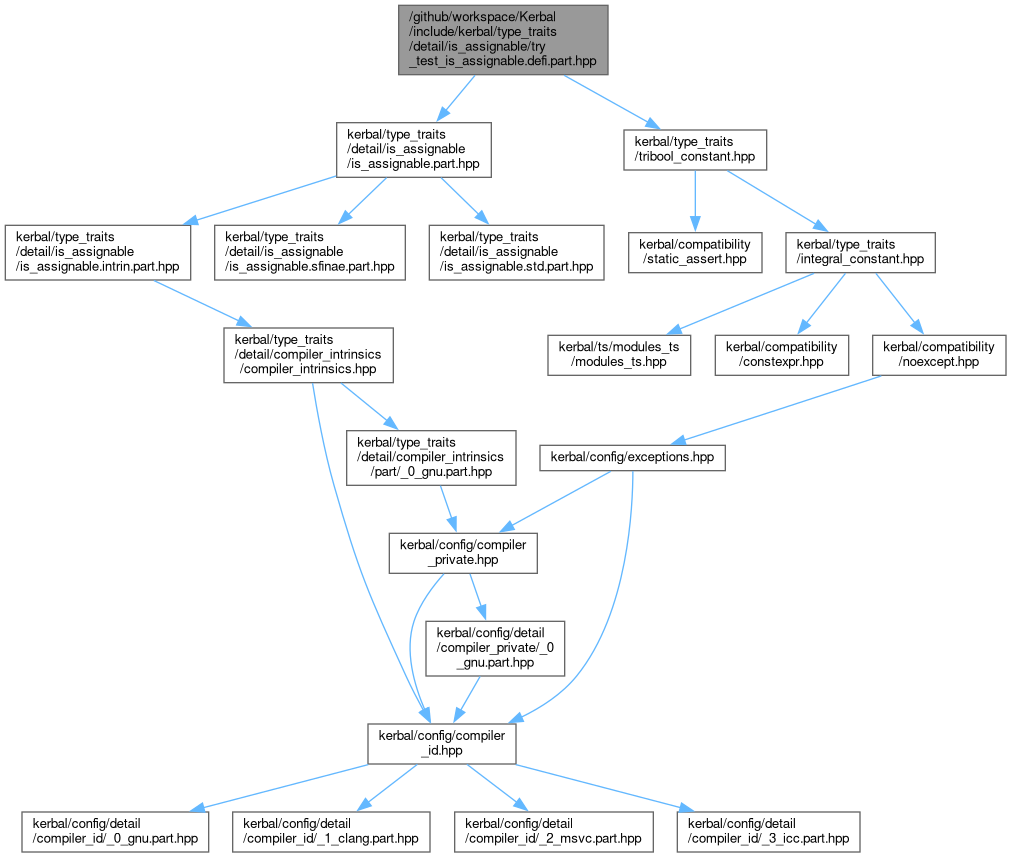 /github/workspace/Kerbal
/include/kerbal/type_traits
/detail/is_assignable/try
_test_is_assignable.defi.part.hpp
kerbal/type_traits
/detail/is_assignable
/is_assignable.part.hpp
kerbal/type_traits
/tribool_constant.hpp
kerbal/type_traits
/detail/is_assignable
/is_assignable.intrin.part.hpp
kerbal/type_traits
/detail/is_assignable
/is_assignable.sfinae.part.hpp
kerbal/type_traits
/detail/is_assignable
/is_assignable.std.part.hpp
kerbal/compatibility
/static_assert.hpp
kerbal/type_traits
/integral_constant.hpp
kerbal/type_traits
/detail/compiler_intrinsics
/compiler_intrinsics.hpp
kerbal/ts/modules_ts
/modules_ts.hpp
kerbal/compatibility
/constexpr.hpp
kerbal/compatibility
/noexcept.hpp
kerbal/type_traits
/detail/compiler_intrinsics
/part/_0_gnu.part.hpp
kerbal/config/exceptions.hpp
kerbal/config/compiler
_private.hpp
kerbal/config/detail
/compiler_private/_0
_gnu.part.hpp
kerbal/config/compiler
_id.hpp
kerbal/config/detail
/compiler_id/_0_gnu.part.hpp
kerbal/config/detail
/compiler_id/_1_clang.part.hpp
kerbal/config/detail
/compiler_id/_2_msvc.part.hpp
kerbal/config/detail
/compiler_id/_3_icc.part.hpp